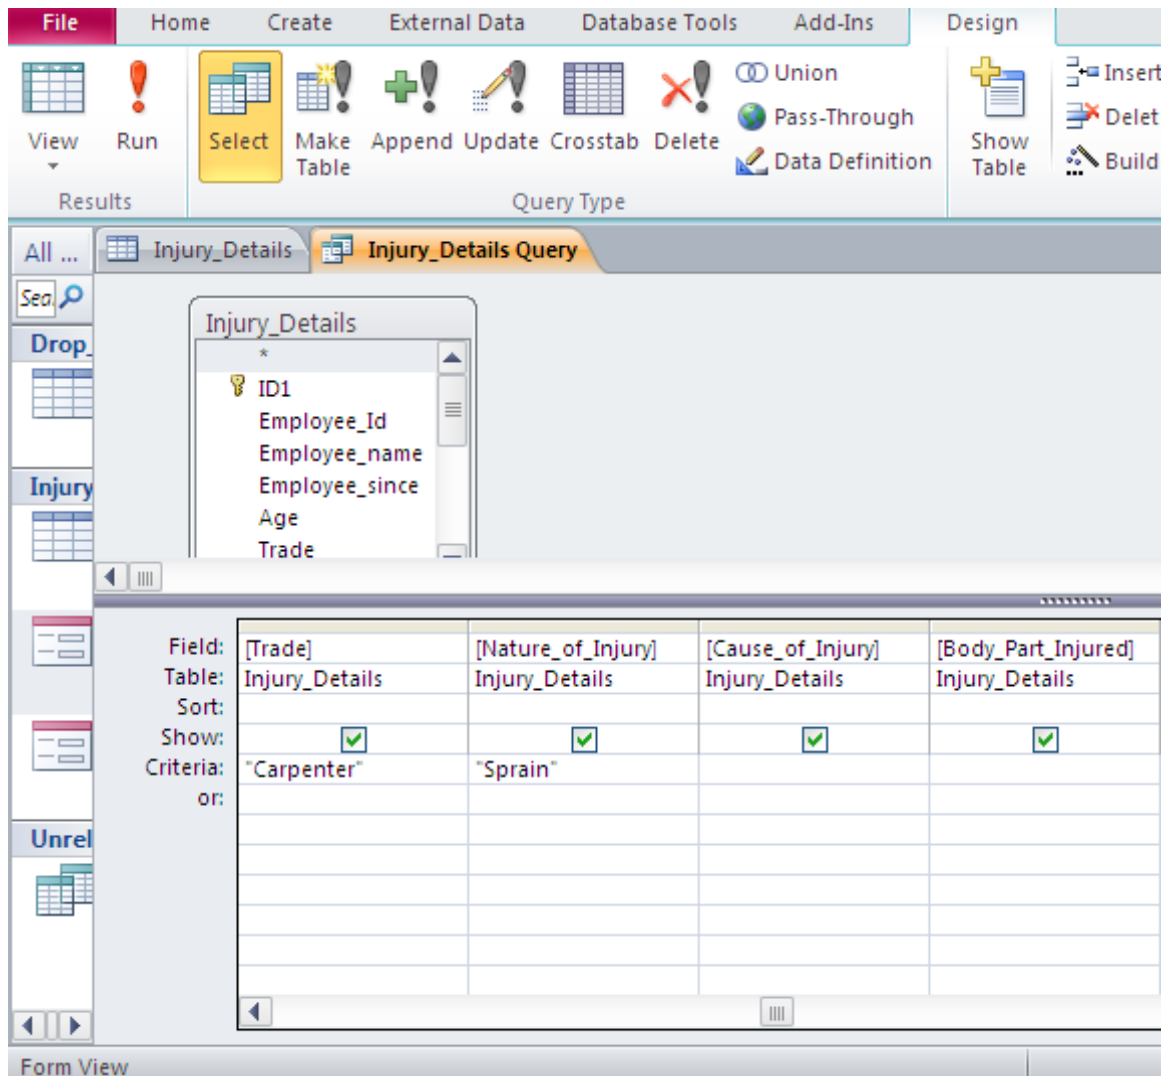 File Home Create External Data Database Tools Add-Ins Design
View Run Select Make Table Append Update Crosstab Delete
Union
Pass-Through
Data Definition
Show Table
Insert
Delet
Build
Results Query Type
All ... Injury_Details Injury_Details Query
Sea
Drop_
Injury
Unrel
Injury_Details
*
ID1
Employee_Id
Employee_name
Employee_since
Age
Trade
Field: [Trade] [Nature_of_Injury] [Cause_of_Injury] [Body_Part_Injured]
Table: Injury_Details Injury_Details Injury_Details Injury_Details
Sort:
Show:
Criteria: "Carpenter" "Sprain"
or:
Form View